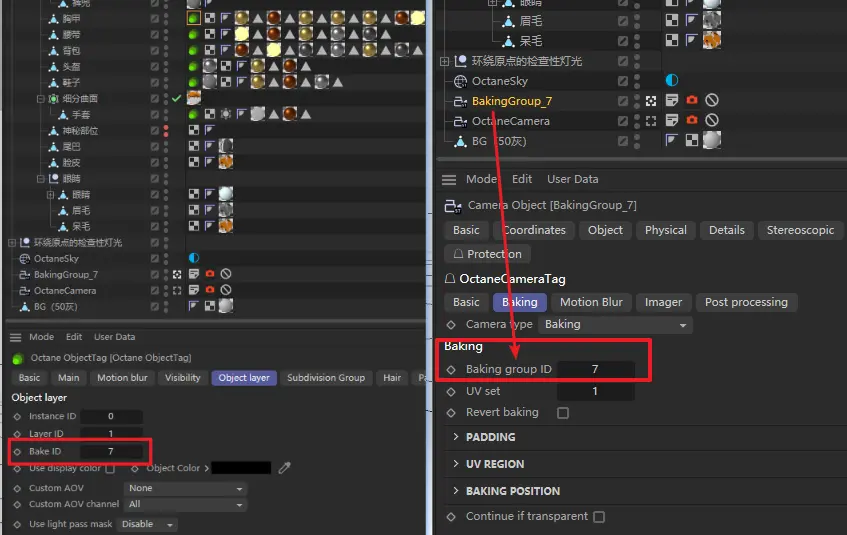 裤兜
胸甲
腰带
背包
头盔
鞋子
细分曲面
手套
神秘部位
尾巴
脸皮
眼睛
眼睛
眉毛
呆毛
环绕原点的检查性灯光
OctaneSky
BakingGroup_7
OctaneCamera
BG（50灰）
Mode Edit User Data
Octane ObjectTag [Octane ObjectTag]
Basic Main Motion blur Visibility Object layer Subdivision Group Hair
Object layer
Instance ID 0
Layer ID 1
Bake ID 7
Use display color Object Color
Custom AOV None
Custom AOV channel All
Use light pass mask Disable
眼睛
眉毛
呆毛
环绕原点的检查性灯光
OctaneSky
BakingGroup_7
OctaneCamera
BG（50灰）
Mode Edit User Data
Camera Object [BakingGroup_7]
Basic Coordinates Object Physical Details Stereoscopic
Protection
OctaneCameraTag
Basic Baking Motion Blur Imager Post processing
Camera type Baking
Baking
Baking group ID 7
UV set 1
Revert baking
PADDING
UV REGION
BAKING POSITION
Continue if transparent